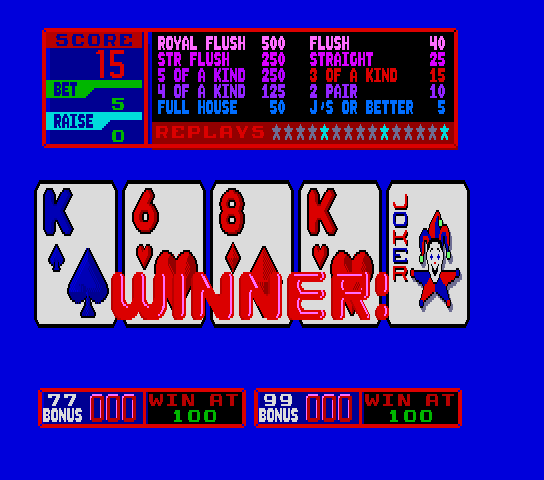 SCORE
15
BET
5
RAISE
0
ROYAL FLUSH 500 FLUSH 40
STR FLUSH 250 STRAIGHT 25
5 OF A KIND 250 3 OF A KIND 15
4 OF A KIND 125 2 PAIR 10
FULL HOUSE 50 J'S OR BETTER 5
REPLAYS
K 6 8 K JOKER
WINNER!
77 BONUS 000 WIN AT 100
99 BONUS 000 WIN AT 100